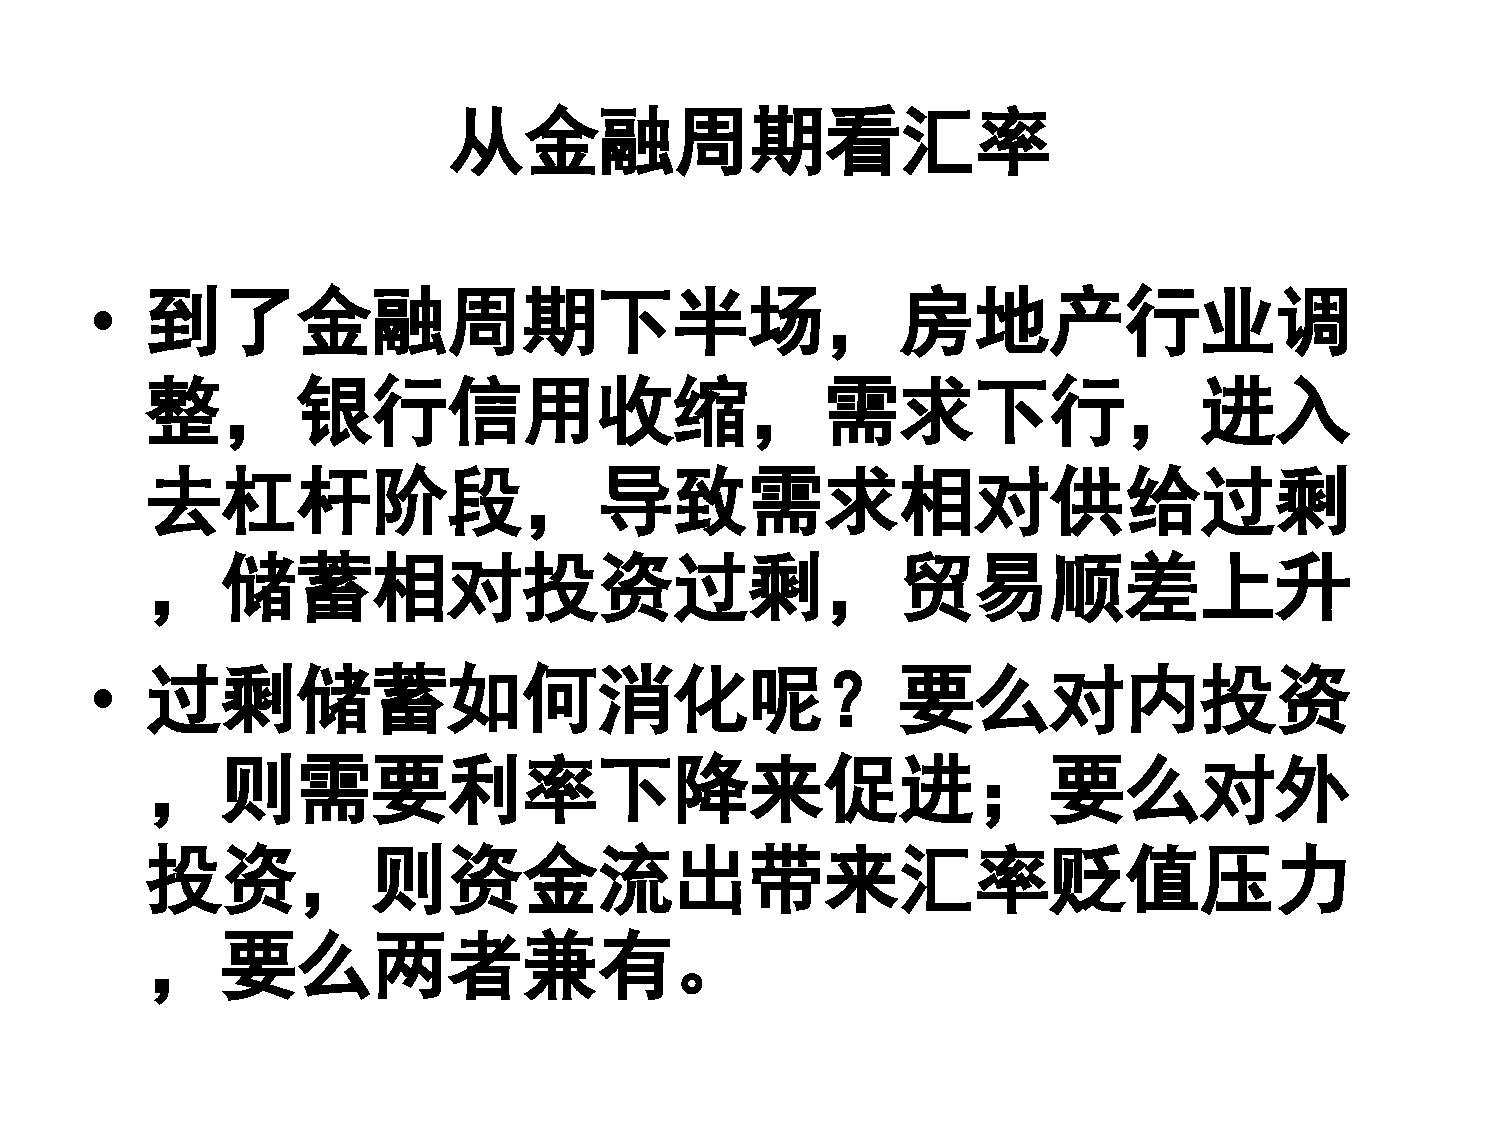 从金融周期看汇率
• 到了金融周期下半场，房地产行业调
整，银行信用收缩，需求下行，进入
去杠杆阶段，导致需求相对供给过剩
，储蓄相对投资过剩，贸易顺差上升
• 过剩储蓄如何消化呢？要么对内投资
，则需要利率下降来促进；要么对外
投资，则资金流出带来汇率贬值压力
，要么两者兼有。